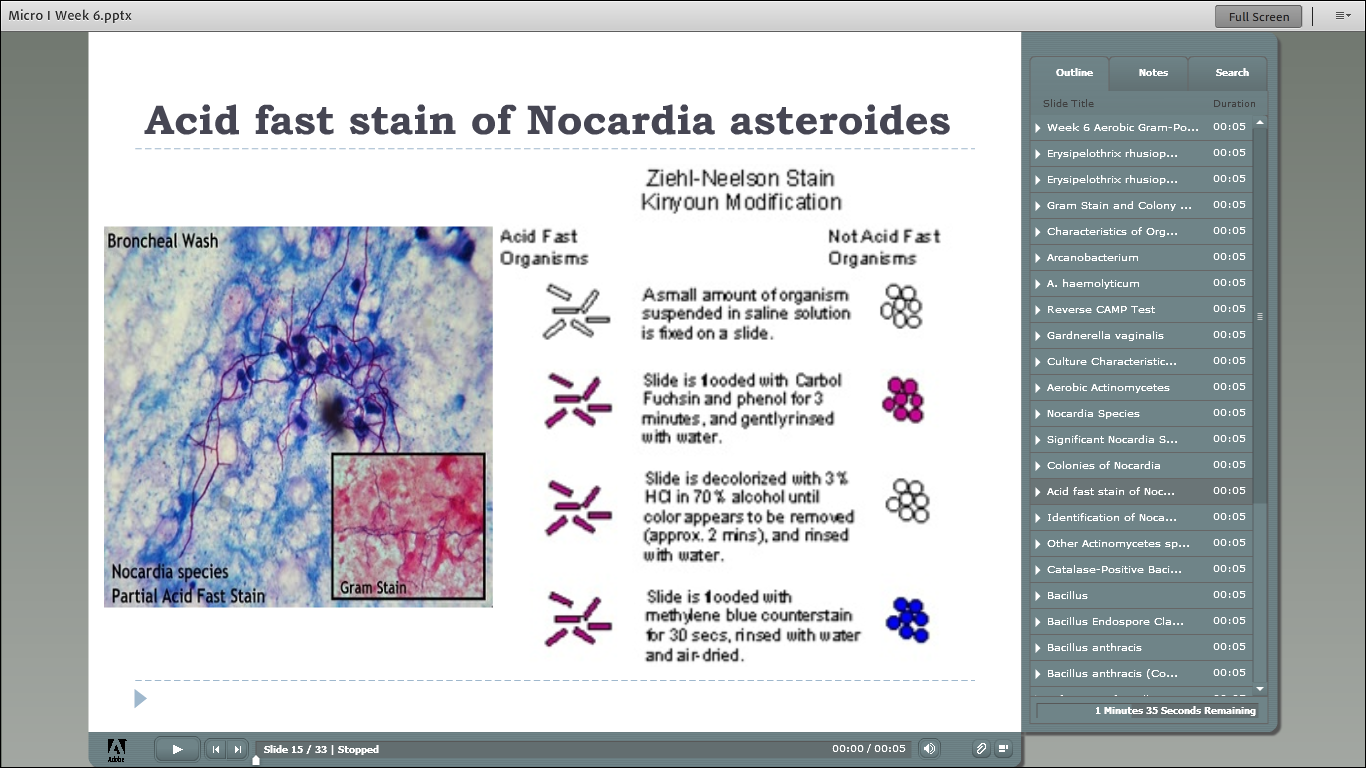 Micro I Week 6.pptx
Full Screen
Acid fast stain of Nocardia asteroides
Broncheal Wash
Nocardia species
Partial Acid Fast Stain
Gram Stain
Ziehl-Neelson Stain
Kinyoun Modification
Acid Fast
Organisms
Not Acid Fast
Organisms
A small amount of organism
suspended in saline solution
is fixed on a slide.
Slide is flooded with Carbol
Fuchsin and phenol for 3
minutes, and gently rinsed
with water.
Slide is decolorized with 3%
HCl in 70% alcohol until
color appears to be removed
(approx. 2 mins), and rinsed
with water.
Slide is flooded with
methylene blue counterstain
for 30 secs, rinsed with water
and air-dried.
Outline Notes Search
Slide Title Duration
Week 6 Aerobic Gram-Po... 00:05
Erysipelothrix rhusiop... 00:05
Erysipelothrix rhusiop... 00:05
Gram Stain and Colony ... 00:05
Characteristics of Org... 00:05
Arcanobacterium 00:05
A. haemolyticum 00:05
Reverse CAMP Test 00:05
Gardnerella vaginalis 00:05
Culture Characteristic... 00:05
Aerobic Actinomycetes 00:05
Nocardia Species 00:05
Significant Nocardia S... 00:05
Colonies of Nocardia 00:05
Acid fast stain of Noc... 00:05
Identification of Noca... 00:05
Other Actinomycetes sp... 00:05
Catalase-Positive Baci... 00:05
Bacillus 00:05
Bacillus Endospore Cla... 00:05
Bacillus anthracis 00:05
Bacillus anthracis (Co... 00:05
1 Minutes 35 Seconds Remaining
Adobe
Slide 15 / 33 | Stopped
00:00 / 00:05